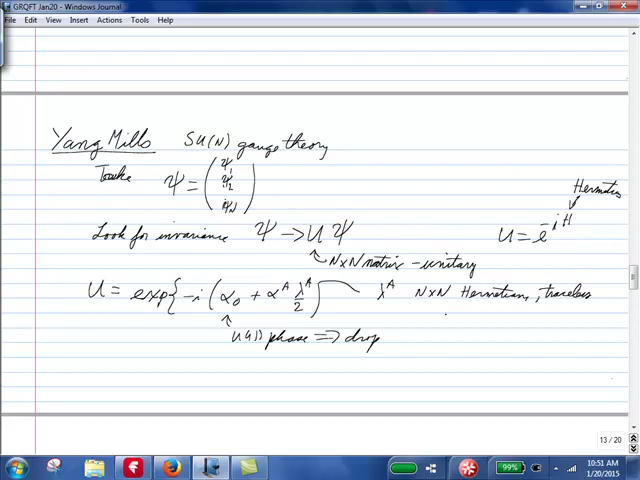 GRQFT Jan20 - Windows Journal
File Edit View Insert Actions Tools Help
Yang Mills SU(N) gauge theory
Ψ = (Ψ1 Ψ2 ⋮ ΨN)
Hermitian
Look for invariance Ψ → U Ψ U = e^{-iH}
N×N matrix - unitary
U = exp{-i(α0 + α^A λ^A/2) λ^A N×N Hermetian, traceless
U(1) phase ⇒ drop
13 / 20
99% 10:51 AM
1/20/2015